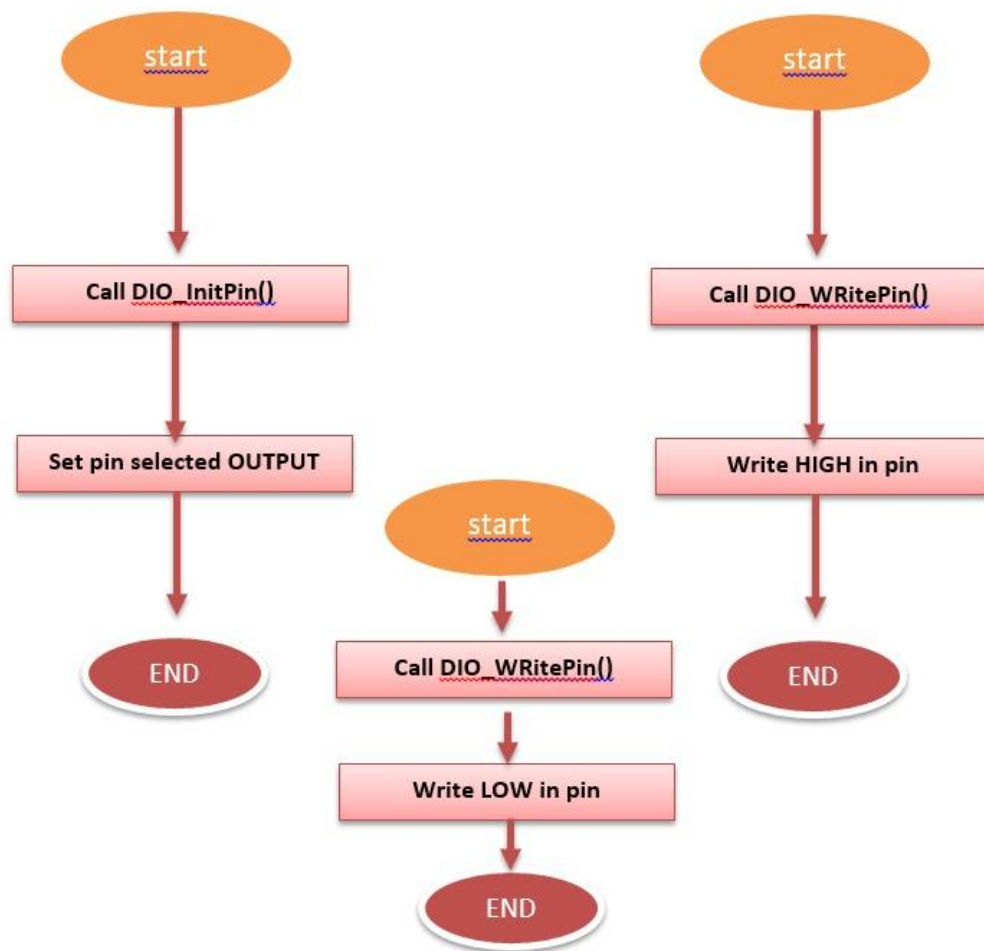 start
Call DIO_InitPin()
Set pin selected OUTPUT
END
start
Call DIO_WRitePin()
Write LOW in pin
END
start
Call DIO_WRitePin()
Write HIGH in pin
END